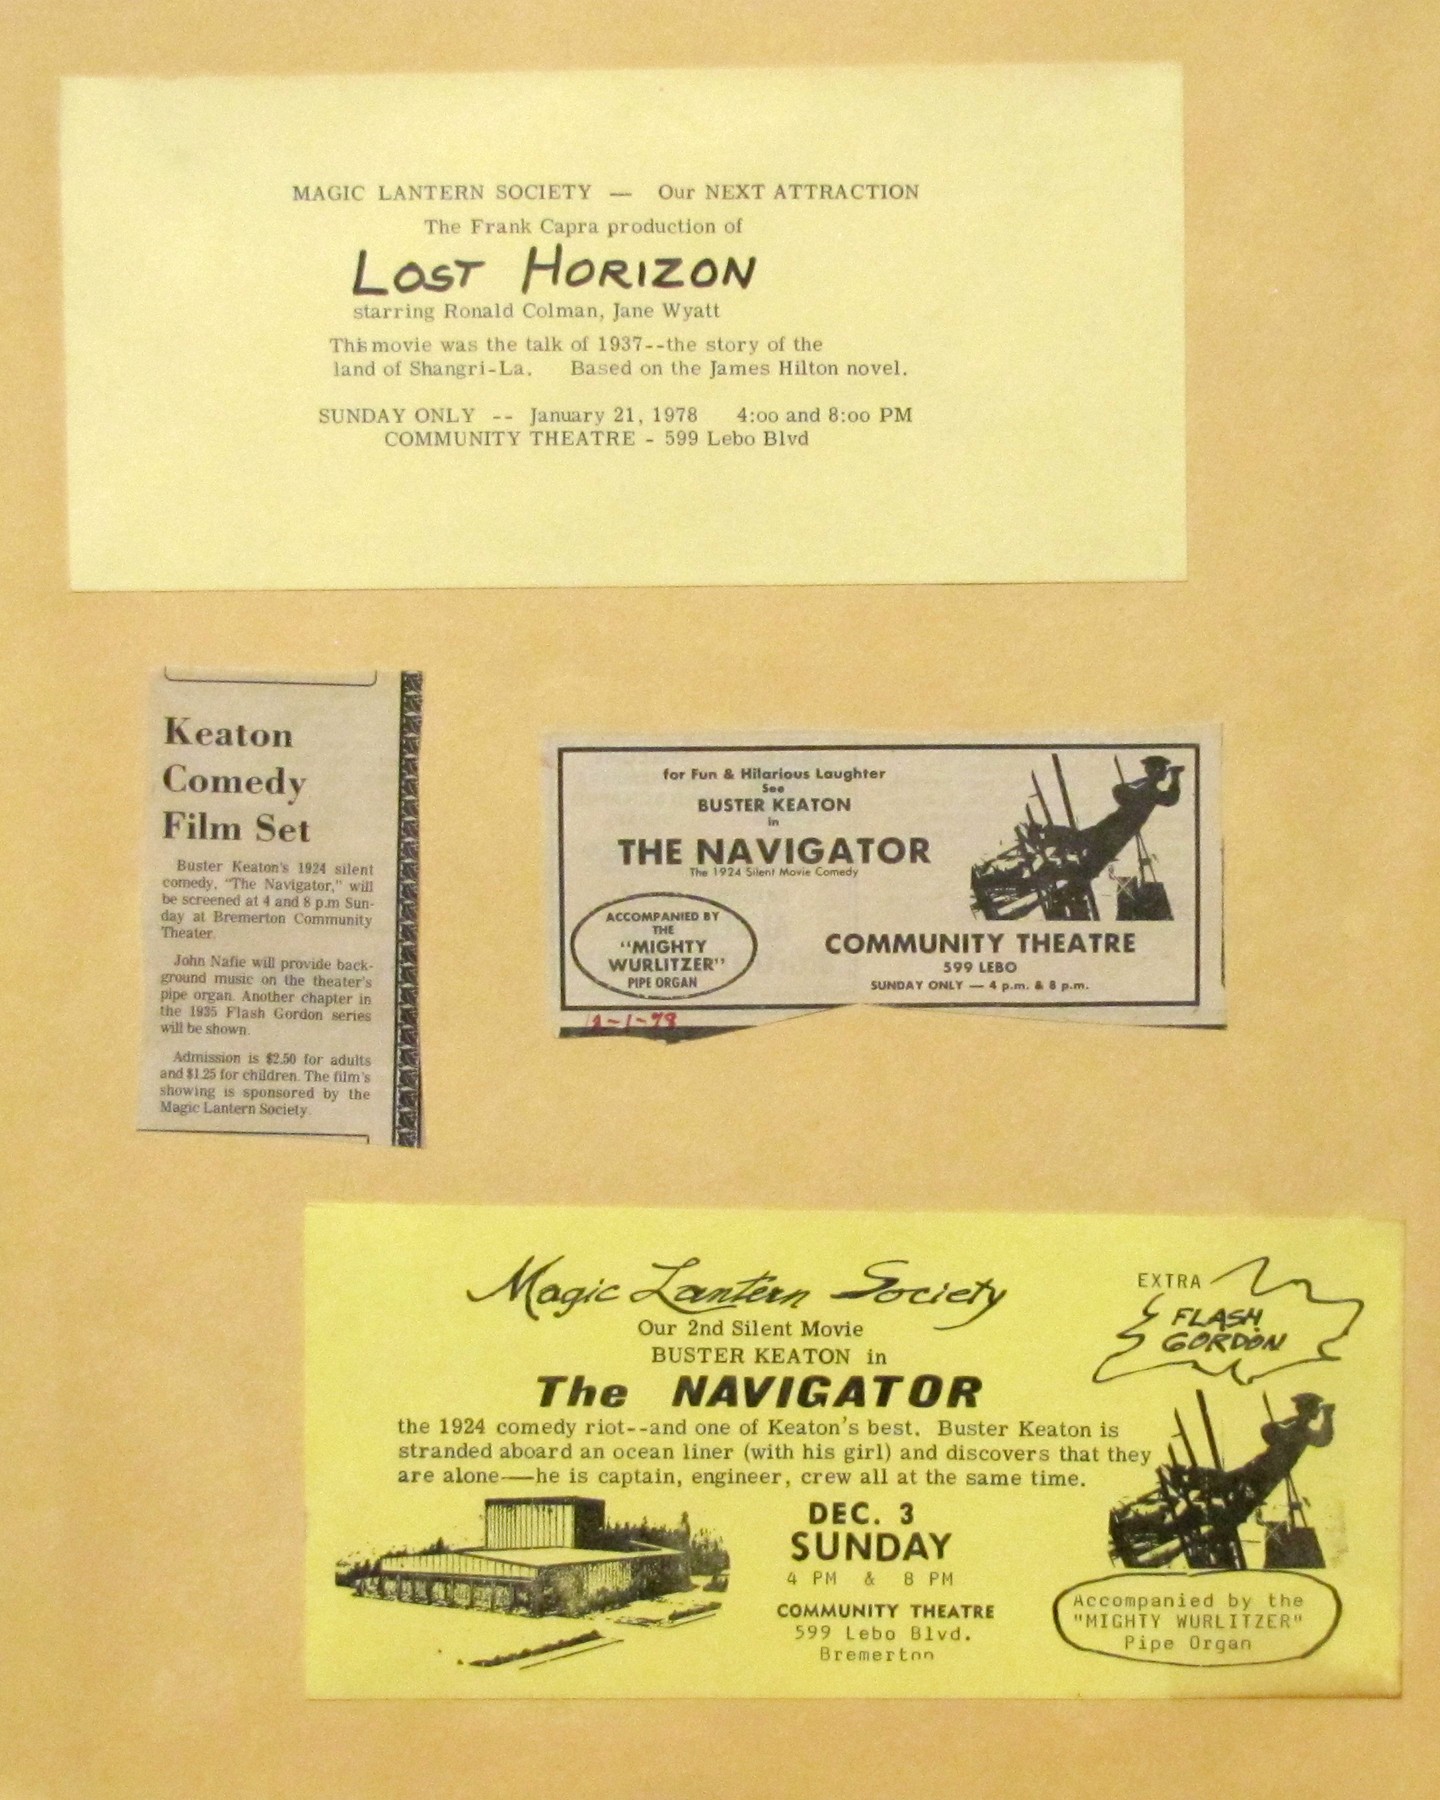 MAGIC LANTERN SOCIETY — Our NEXT ATTRACTION
The Frank Capra production of
LOST HORIZON
starring Ronald Colman, Jane Wyatt
This movie was the talk of 1937--the story of the
land of Shangri-La. Based on the James Hilton novel.
SUNDAY ONLY -- January 21, 1978 4:00 and 8:00 PM
COMMUNITY THEATRE - 599 Lebo Blvd
Keaton
Comedy
Film Set
Buster Keaton's 1924 silent
comedy, "The Navigator," will
be screened at 4 and 8 p.m Sun-
day at Bremerton Community
Theater.
John Nafie will provide back-
ground music on the theater's
pipe organ. Another chapter in
the 1935 Flash Gordon series
will be shown.
Admission is $2.50 for adults
and $1.25 for children. The film's
showing is sponsored by the
Magic Lantern Society.
for Fun & Hilarious Laughter
See
BUSTER KEATON
in
THE NAVIGATOR
The 1924 Silent Movie Comedy
ACCOMPANIED BY
THE
"MIGHTY
WURLITZER"
PIPE ORGAN
COMMUNITY THEATRE
599 LEBO
SUNDAY ONLY — 4 p.m. & 8 p.m.
12-1-78
Magic Lantern Society
Our 2nd Silent Movie
BUSTER KEATON in
The NAVIGATOR
EXTRA
FLASH
GORDON
the 1924 comedy riot--and one of Keaton's best. Buster Keaton is
stranded aboard an ocean liner (with his girl) and discovers that they
are alone——he is captain, engineer, crew all at the same time.
DEC. 3
SUNDAY
4 PM & 8 PM
COMMUNITY THEATRE
599 Lebo Blvd.
Bremerton
Accompanied by the
"MIGHTY WURLITZER"
Pipe Organ